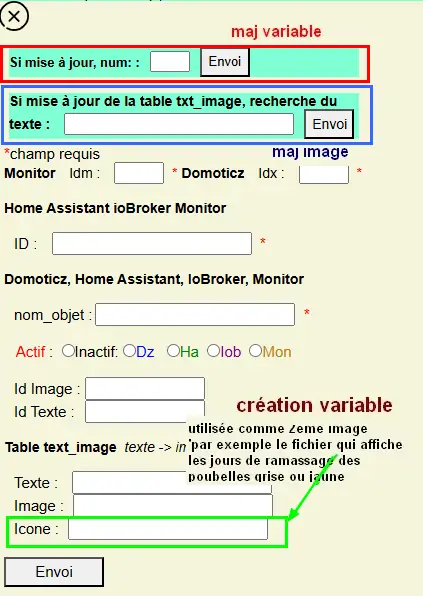 maj variable
Si mise à jour, num: : Envoi
Si mise à jour de la table txt_image, recherche du
texte : Envoi
*champ requis
maj image
Monitor Idm : * Domoticz Idx : *
Home Assistant ioBroker Monitor
ID : *
Domoticz, Home Assistant, IoBroker, Monitor
nom_objet : *
Actif : Inactif: Dz Ha Iob Mon
Id Image :
Id Texte :
création variable
utilisée comme 2eme image
par exemple le fichier qui affiche
les jours de ramassage des
poubelles grise ou jaune
Table text_image texte -> im
Texte :
Image :
Icone :
Envoi